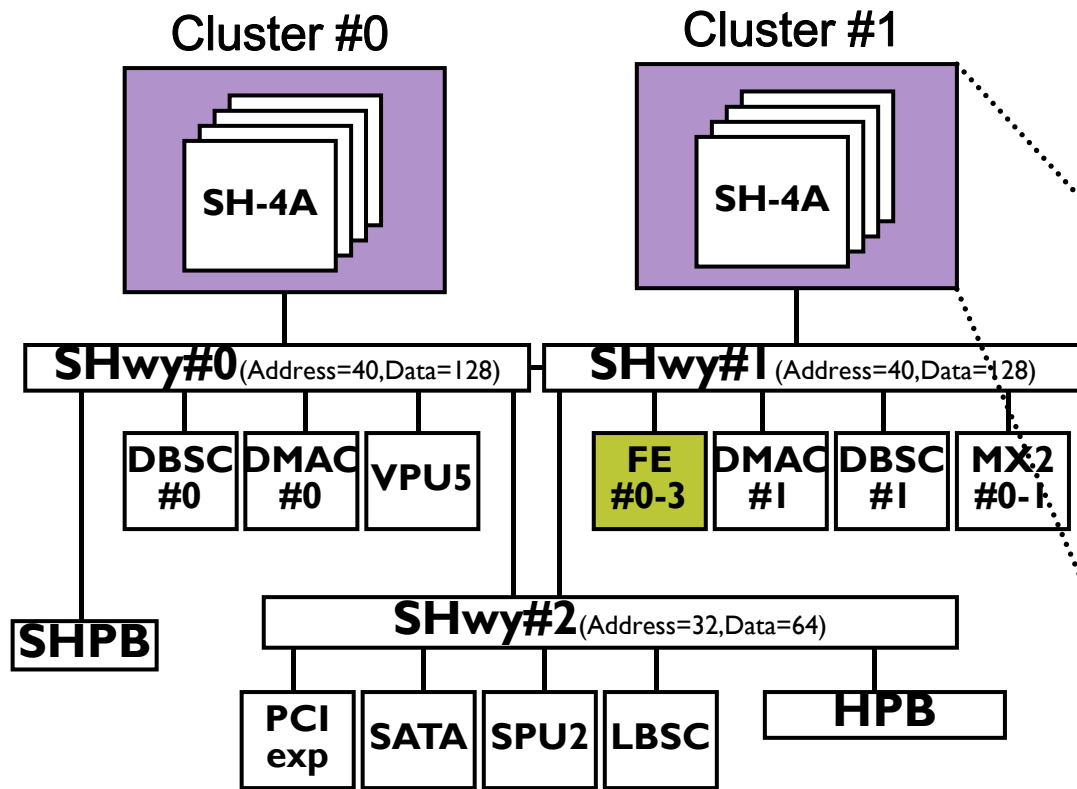 Cluster #0
Cluster #1
SH-4A
SH-4A
SHwy#0(Address=40,Data=128)
SHwy#1(Address=40,Data=128)
DBSC
#0
DMAC
#0
VPU5
FE
#0-3
DMAC
#1
DBSC
#1
MX2
#0-1
SHwy#2(Address=32,Data=64)
SHPB
PCI
exp
SATA
SPU2
LBSC
HPB